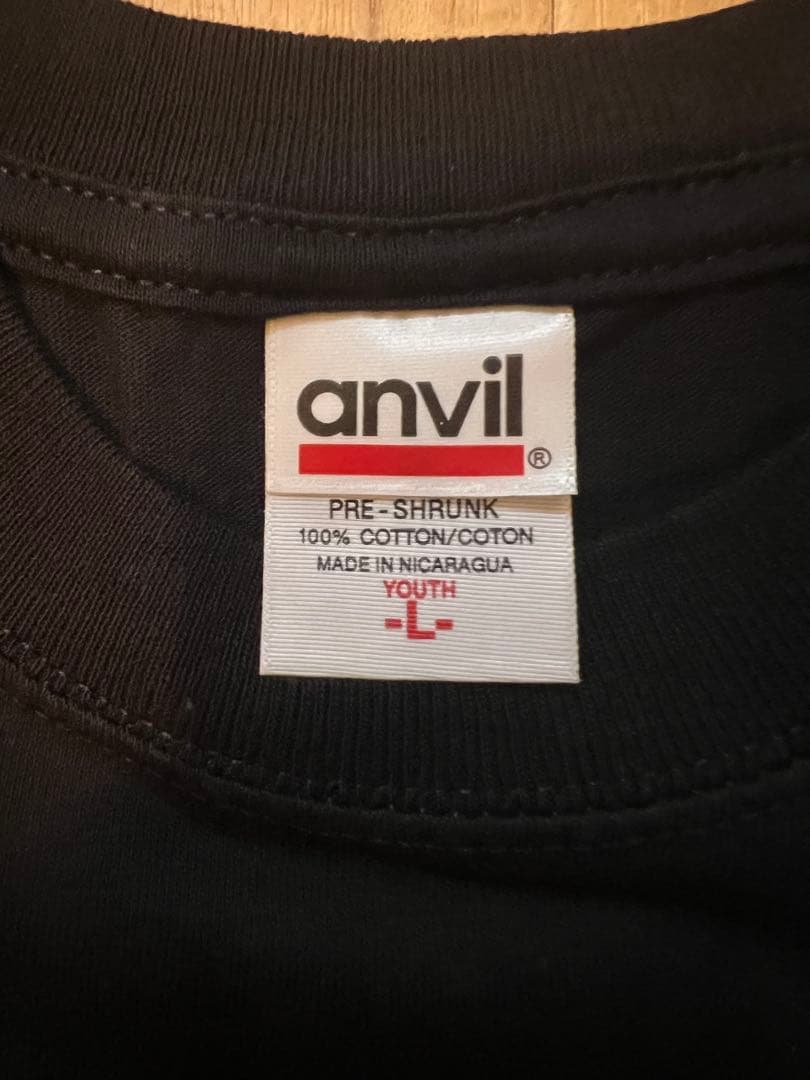 anvil®
PRE-SHRUNK
100% COTTON/COTON
MADE IN NICARAGUA
YOUTH
-L-